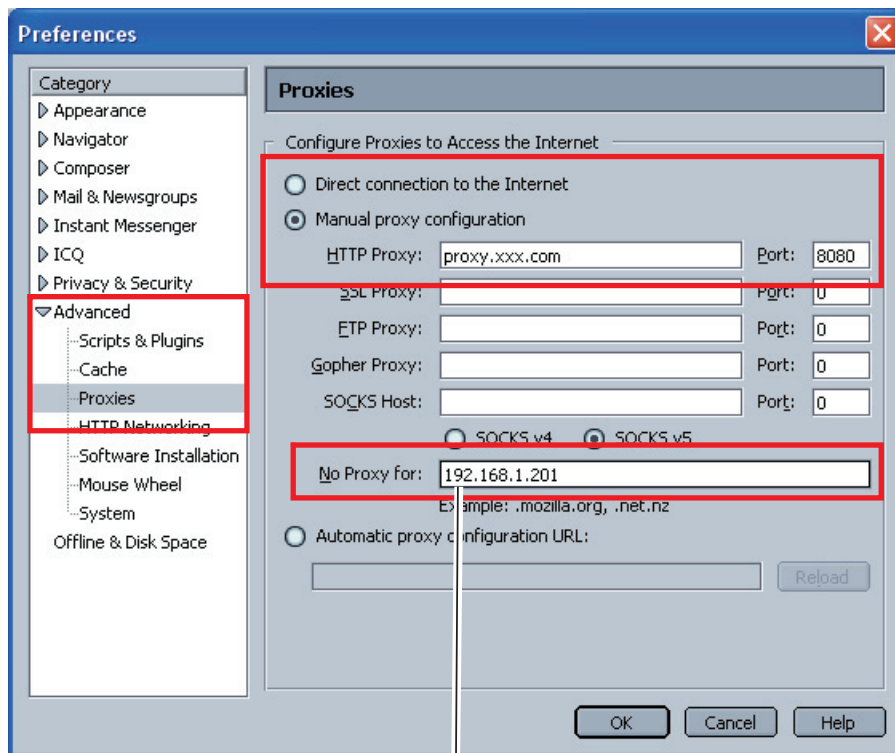 Preferences
Category
Appearance
Navigator
Composer
Mail & Newsgroups
Instant Messenger
ICQ
Privacy & Security
Advanced
Scripts & Plugins
Cache
Proxies
HTTP Networking
Software Installation
Mouse Wheel
System
Offline & Disk Space
Proxies
Configure Proxies to Access the Internet
Direct connection to the Internet
Manual proxy configuration
HTTP Proxy: proxy.xxx.com Port: 8080
SSL Proxy: Port: 0
FTP Proxy: Port: 0
Gopher Proxy: Port: 0
SOCKS Host: Port: 0
SOCKS v4 SOCKS v5
No Proxy for: 192.168.1.201
Example: .mozilla.org, .net.nz
Automatic proxy configuration URL:
Reload
OK Cancel Help